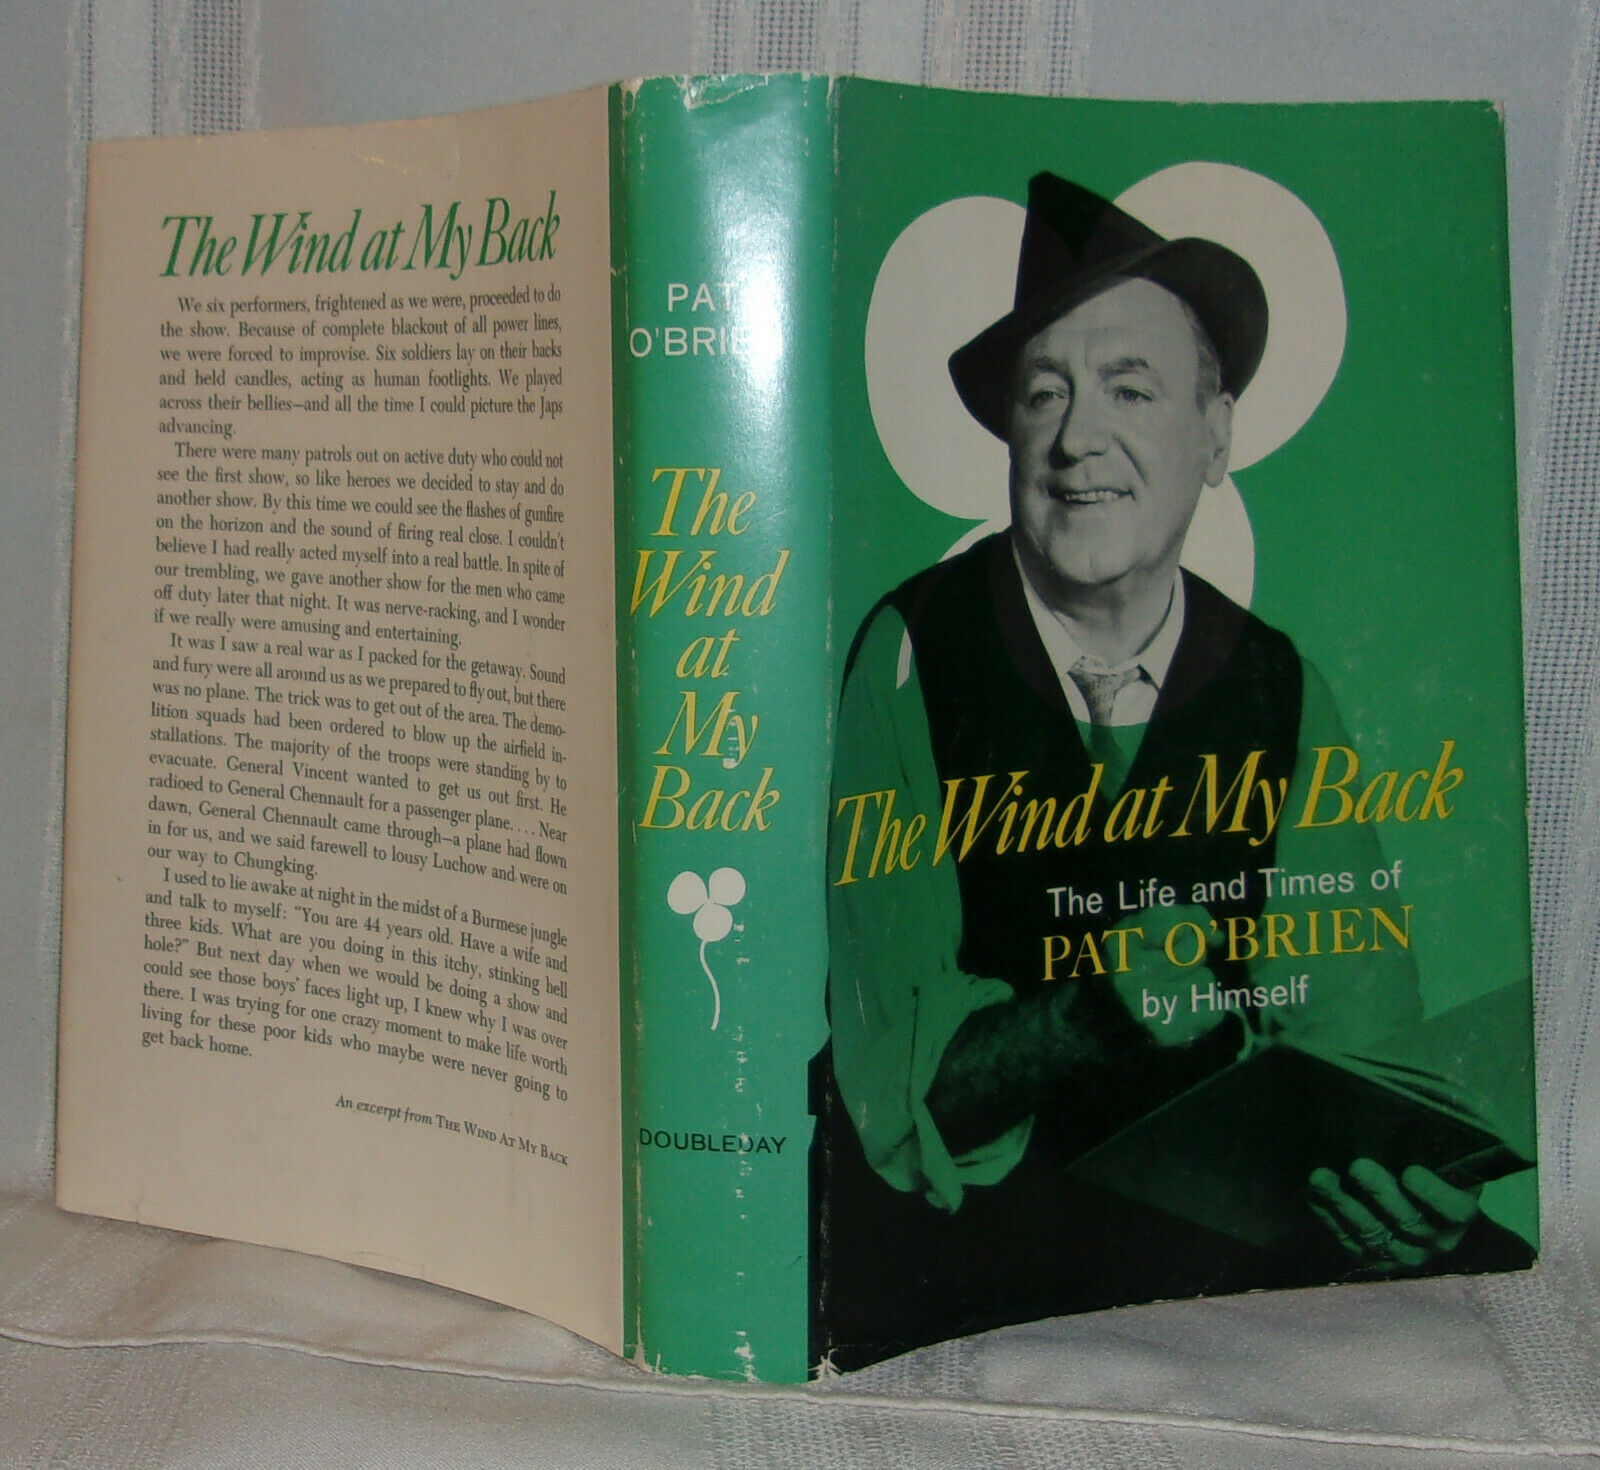 The Wind at My Back
We six performers, frightened as we were, proceeded to do
the show. Because of complete blackout of all power lines,
we were forced to improvise. Six soldiers lay on their backs
and held candles, acting as human footlights. We played
across their bellies—and all the time I could picture the Japs
advancing.
There were many patrols out on active duty who could not
see the first show, so like heroes we decided to stay and do
another show. By this time we could see the flashes of gunfire
on the horizon and the sound of firing real close. I couldn't
believe I had really acted myself into a real battle. In spite of
our trembling, we gave another show for the men who came
off duty later that night. It was nerve-racking, and I wonder
if we really were amusing and entertaining.
It was I saw a real war as I packed for the getaway. Sound
and fury were all around us as we prepared to fly out, but there
was no plane. The trick was to get out of the area. The demo-
lition squads had been ordered to blow up the airfield in-
stallations. The majority of the troops were standing by to
evacuate. General Vincent wanted to get us out first. He
radioed to General Chennault for a passenger plane.... Near
dawn, General Chennault came through—a plane had flown
in for us, and we said farewell to lousy Luchow and were on
our way to Chungking.
I used to lie awake at night in the midst of a Burmese jungle
and talk to myself: "You are 44 years old. Have a wife and
three kids. What are you doing in this itchy, stinking hell
hole?" But next day when we would be doing a show and
could see those boys' faces light up, I knew why I was over
there. I was trying for one crazy moment to make life worth
living for these poor kids who maybe were never going to
get back home.
An excerpt from THE WIND AT MY BACK
PAT
O'BRIEN
The
Wind
at
My
Back
DOUBLEDAY
The Wind at My Back
The Life and Times of
PAT O'BRIEN
by Himself